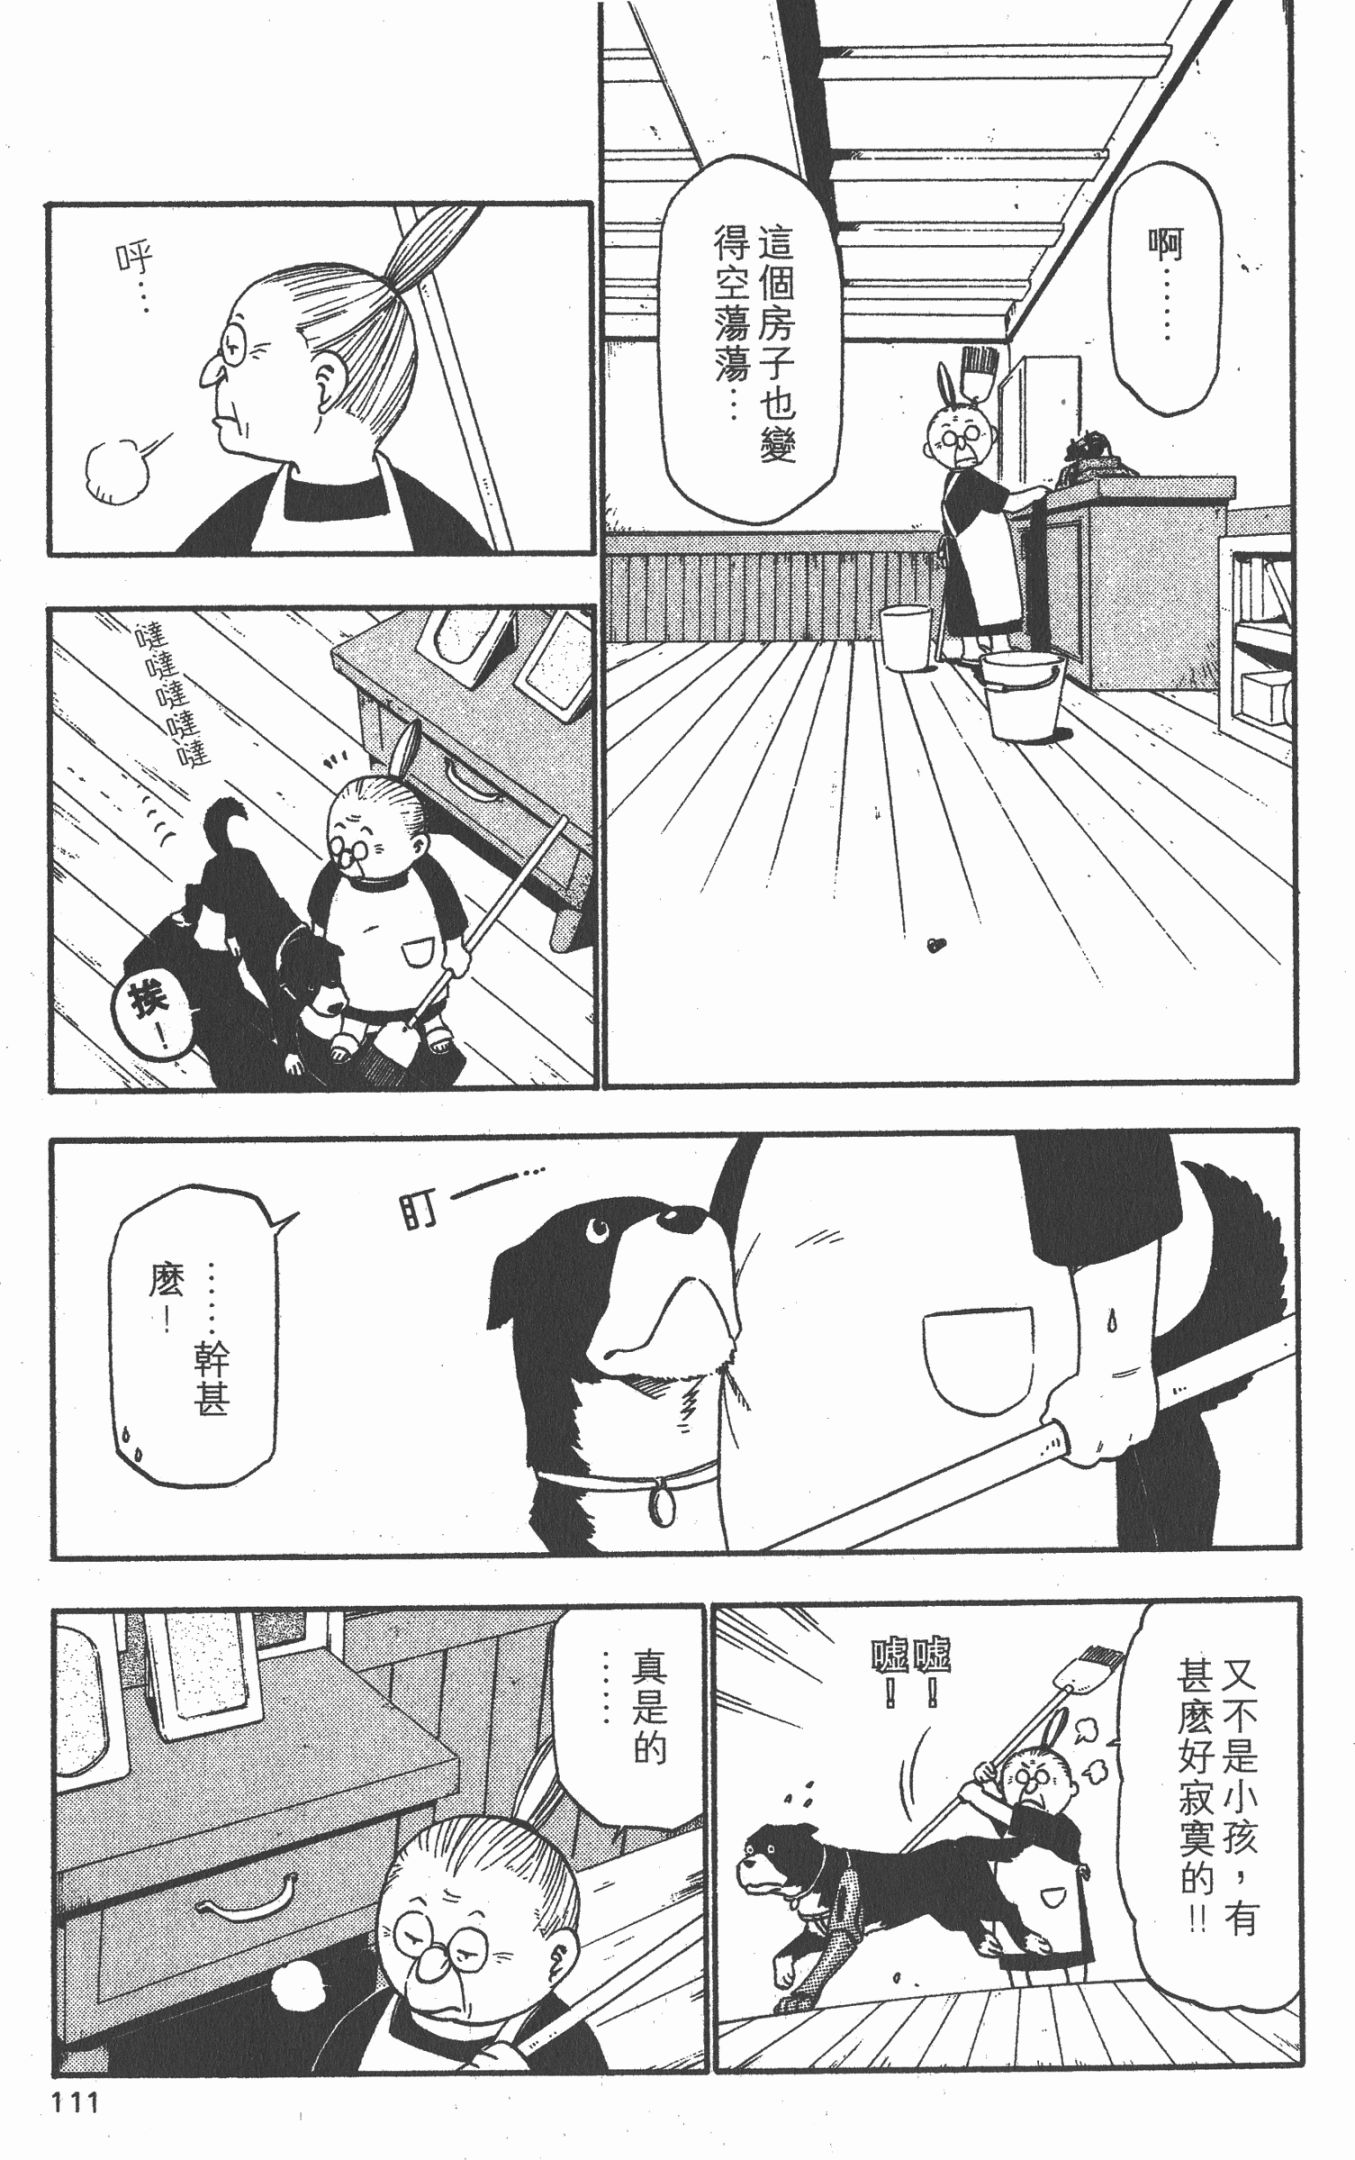 啊……
這個房子也變
得空蕩蕩…
呼…
噠噠噠噠噠
挨！
盯——…
……幹甚
麼！
又不是小孩，有
甚麼好寂寞的!!
噓！
噓！
真是的
……
111